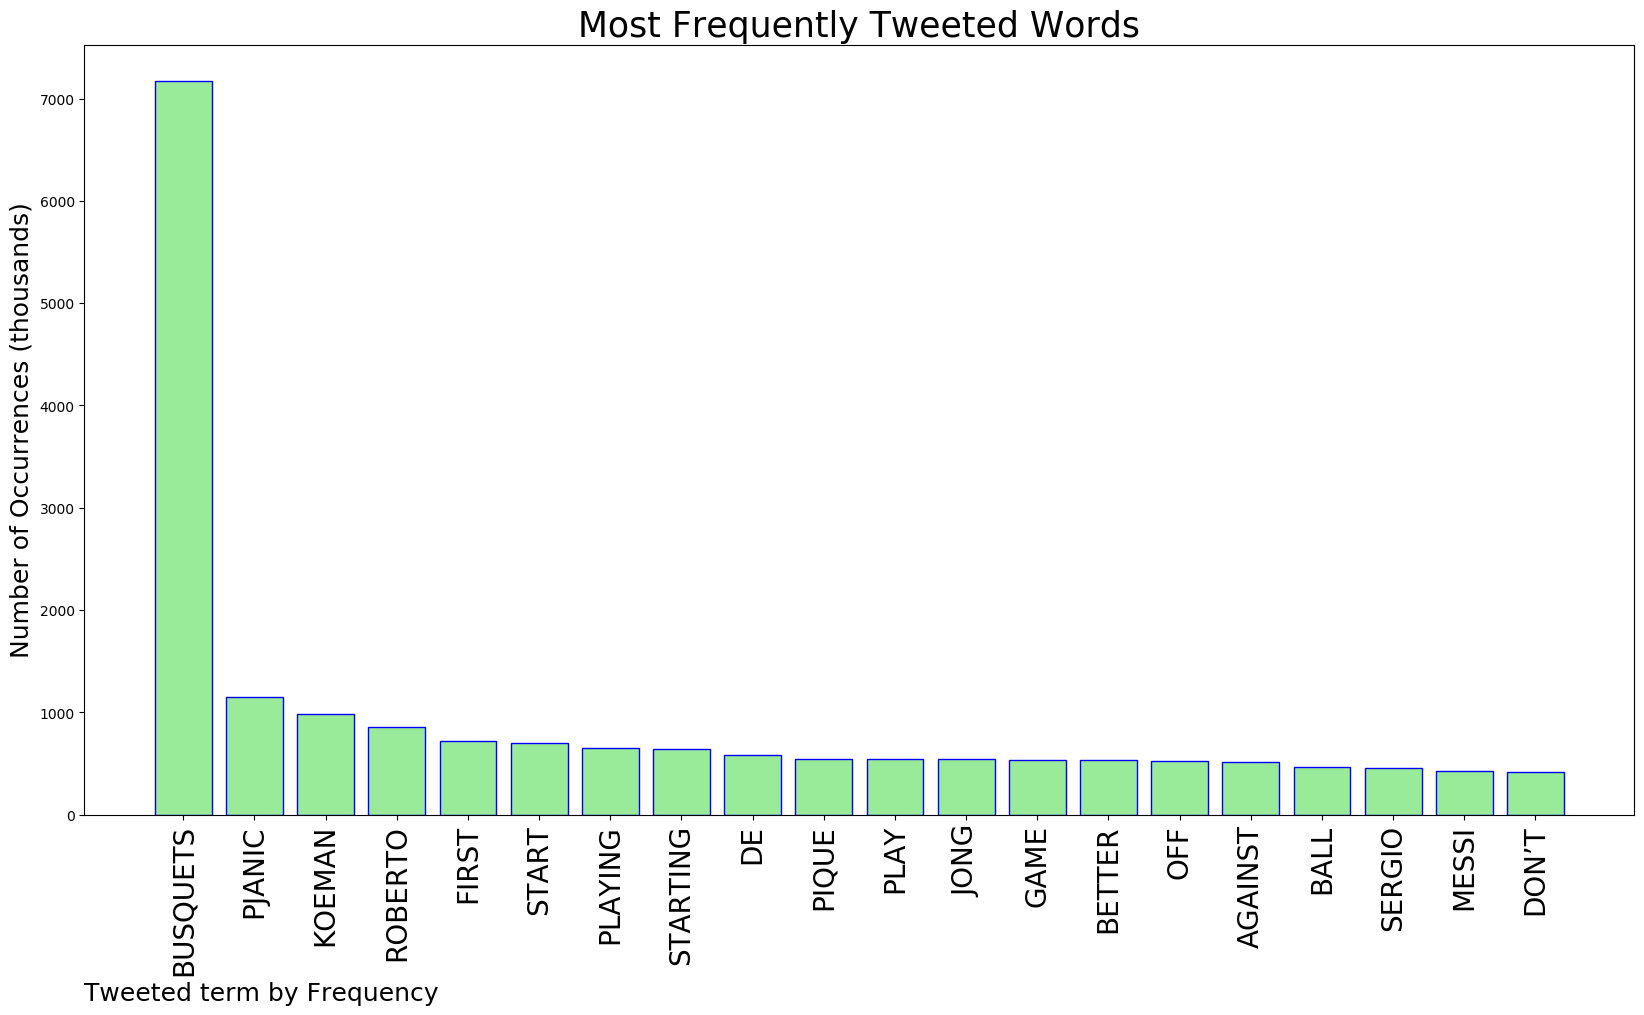 Most Frequently Tweeted Words
Number of Occurrences (thousands)
7000
6000
5000
4000
3000
2000
1000
0
BUSQUETS
PJANIC
KOEMAN
ROBERTO
FIRST
START
PLAYING
STARTING
DE
PIQUE
PLAY
JONG
GAME
BETTER
OFF
AGAINST
BALL
SERGIO
MESSI
DON’T
Tweeted term by Frequency